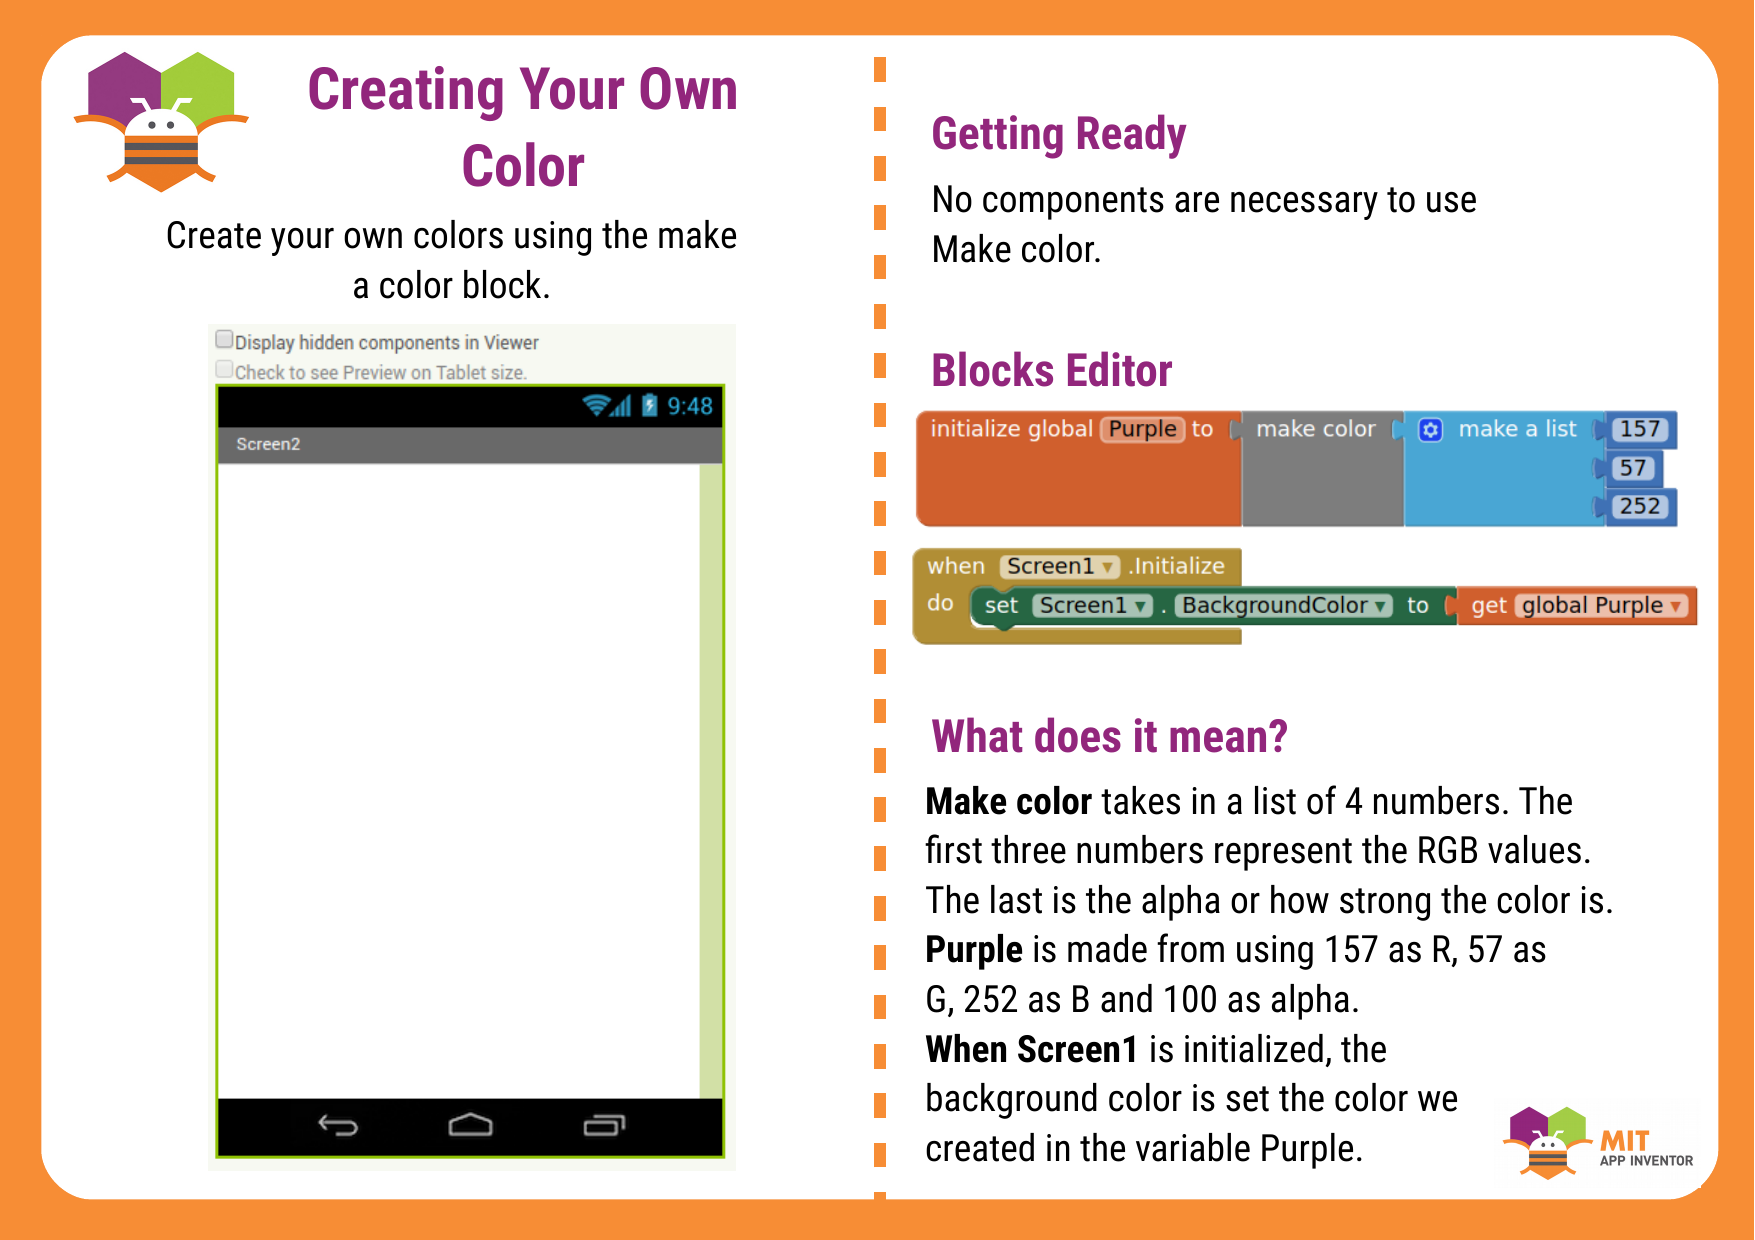 Creating Your Own
Color
Create your own colors using the make
a color block.
Display hidden components in Viewer
Check to see Preview on Tablet size.
9:48
Screen2
Getting Ready
No components are necessary to use
Make color.
Blocks Editor
initialize global Purple to make color make a list 157
57
252
when Screen1 .Initialize
do set Screen1 . BackgroundColor to get global Purple
What does it mean?
Make color takes in a list of 4 numbers. The
first three numbers represent the RGB values.
The last is the alpha or how strong the color is.
Purple is made from using 157 as R, 57 as
G, 252 as B and 100 as alpha.
When Screen1 is initialized, the
background color is set the color we
created in the variable Purple.
MIT
APP INVENTOR